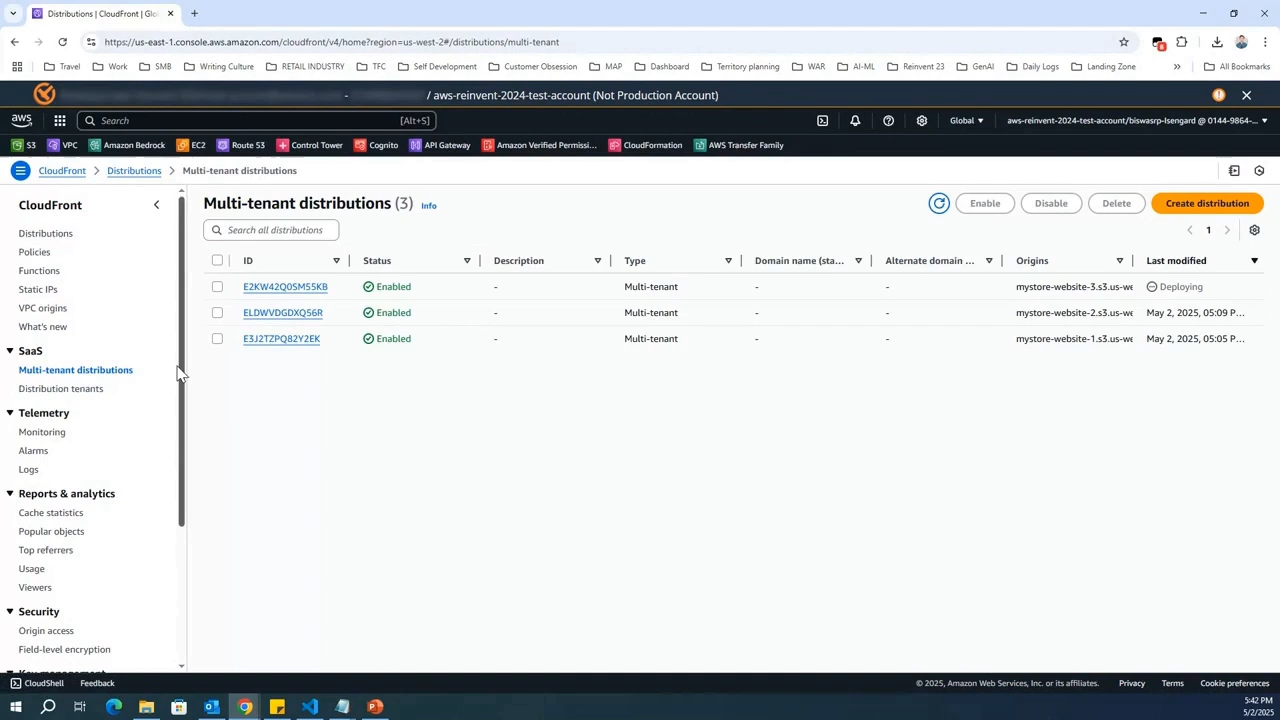 Distributions | CloudFront | Glo
https://us-east-1.console.aws.amazon.com/cloudfront/v4/home?region=us-west-2#/distributions/multi-tenant
Travel Work SMB Writing Culture RETAIL INDUSTRY TFC Self Development Customer Obsession MAP Dashboard Territory planning WAR AI-ML Reinvent 23 GenAI Daily Logs Landing Zone » All Bookmarks
- / aws-reinvent-2024-test-account (Not Production Account)
aws Search [Alt+S] Global aws-reinvent-2024-test-account/biswasrp-Isengard @ 0144-9864-...
S3 VPC Amazon Bedrock EC2 Route 53 Control Tower Cognito API Gateway Amazon Verified Permissi... CloudFormation AWS Transfer Family
CloudFront Distributions Multi-tenant distributions
CloudFront
Distributions
Policies
Functions
Static IPs
VPC origins
What's new
SaaS
Multi-tenant distributions
Distribution tenants
Telemetry
Monitoring
Alarms
Logs
Reports & analytics
Cache statistics
Popular objects
Top referrers
Usage
Viewers
Security
Origin access
Field-level encryption
Multi-tenant distributions (3) Info Enable Disable Delete Create distribution
Search all distributions 1
ID Status Description Type Domain name (sta... Alternate domain ... Origins Last modified
E2KW42Q0SM55KB Enabled - Multi-tenant - - mystore-website-3.s3.us-we Deploying
ELDWVDGDXQ56R Enabled - Multi-tenant - - mystore-website-2.s3.us-we May 2, 2025, 05:09 P...
E3J2TZPQ82Y2EK Enabled - Multi-tenant - - mystore-website-1.s3.us-we May 2, 2025, 05:05 P...
CloudShell Feedback © 2025, Amazon Web Services, Inc. or its affiliates. Privacy Terms Cookie preferences
5:42 PM
5/2/2025